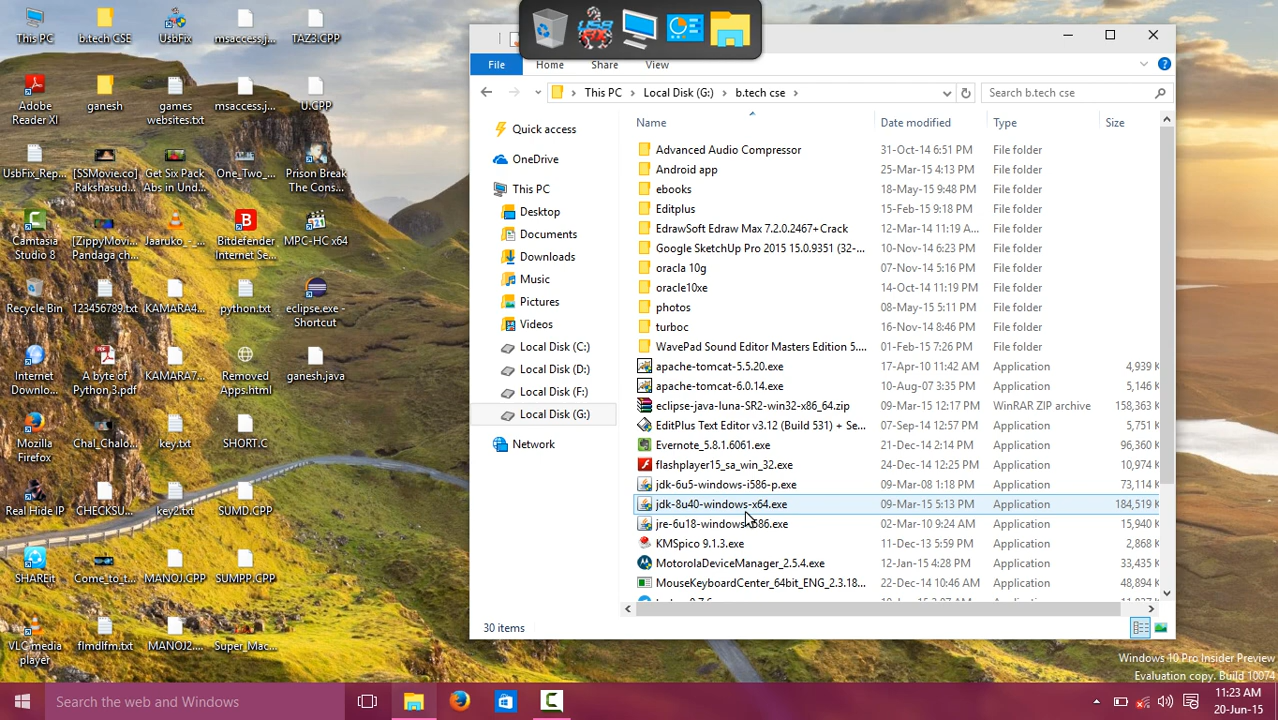 This PC
b.tech CSE
UsbFix
msaccess.j...
TAZ3.CPP
Adobe
Reader XI
ganesh
games
websites.txt
msaccess.j...
U.CPP
UsbFix_Rep...
[SSMovie.co]
Rakshasud...
Get Six Pack
Abs in Und...
One_Two_...
Prison Break
The Cons...
Camtasia
Studio 8
[ZippyMovi...
Pandaga ch...
Jaaruko_-_...
Bitdefender
Internet Se...
MPC-HC x64
Recycle Bin
123456789.txt
KAMARA4...
python.txt
eclipse.exe -
Shortcut
Internet
Downlo...
A byte of
Python 3.pdf
KAMARA7...
Removed
Apps.html
ganesh.java
Mozilla
Firefox
Chal_Chalo...
key.txt
SHORT.C
Real Hide IP
CHECKSU...
key2.txt
SUMD.CPP
SHAREit
Come_to_t...
MANOJ.CPP
SUMPP.CPP
VLC media
player
flmdlfm.txt
MANOJ2....
Super_Mac...
USB
FIX
File
Home
Share
View
This PC
Local Disk (G:)
b.tech cse
Search b.tech cse
Quick access
OneDrive
This PC
Desktop
Documents
Downloads
Music
Pictures
Videos
Local Disk (C:)
Local Disk (D:)
Local Disk (F:)
Local Disk (G:)
Network
Name Date modified Type Size
Advanced Audio Compressor 31-Oct-14 6:51 PM File folder
Android app 25-Mar-15 4:13 PM File folder
ebooks 18-May-15 9:48 PM File folder
Editplus 15-Feb-15 9:18 PM File folder
EdrawSoft Edraw Max 7.2.0.2467+Crack 12-Mar-14 11:19 A... File folder
Google SketchUp Pro 2015 15.0.9351 (32-... 10-Nov-14 6:23 PM File folder
oracla 10g 07-Nov-14 5:16 PM File folder
oracle10xe 14-Oct-14 11:19 PM File folder
photos 08-May-15 5:11 PM File folder
turboc 16-Nov-14 8:46 PM File folder
WavePad Sound Editor Masters Edition 5.... 01-Feb-15 7:26 PM File folder
apache-tomcat-5.5.20.exe 17-Apr-10 11:42 AM Application 4,939 K
apache-tomcat-6.0.14.exe 10-Aug-07 3:35 PM Application 5,146 K
eclipse-java-luna-SR2-win32-x86_64.zip 09-Mar-15 12:17 PM WinRAR ZIP archive 158,363 K
EditPlus Text Editor v3.12 (Build 531) + Se... 07-Sep-14 12:57 PM Application 5,751 K
Evernote_5.8.1.6061.exe 21-Dec-14 2:14 PM Application 96,360 K
flashplayer15_sa_win_32.exe 24-Dec-14 12:25 PM Application 10,974 K
jdk-6u5-windows-i586-p.exe 09-Mar-08 1:18 PM Application 73,114 K
jdk-8u40-windows-x64.exe 09-Mar-15 5:13 PM Application 184,519 K
jre-6u18-windows-i586.exe 02-Mar-10 9:24 AM Application 15,940 K
KMSpico 9.1.3.exe 11-Dec-13 5:59 PM Application 2,868 K
MotorolaDeviceManager_2.5.4.exe 12-Jan-15 4:28 PM Application 33,435 K
MouseKeyboardCenter_64bit_ENG_2.3.18... 22-Dec-14 10:46 AM Application 48,894 K
30 items
Windows 10 Pro Insider Preview
Evaluation copy. Build 10074
Search the web and Windows
11:23 AM
20-Jun-15